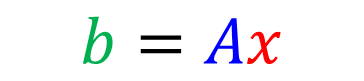 b = Ax